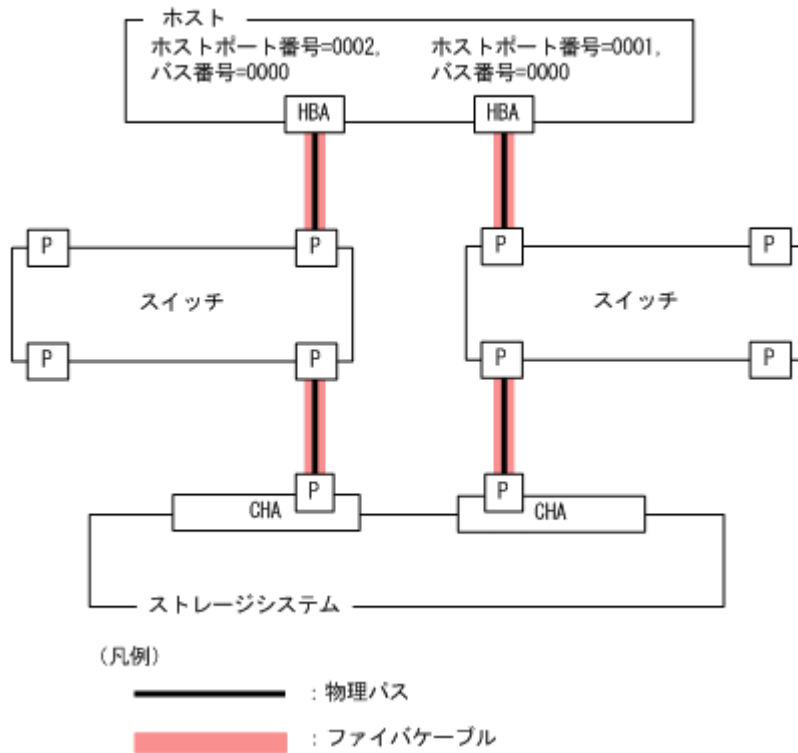 ホスト
ホストポート番号=0002,
バス番号=0000
ホストポート番号=0001,
バス番号=0000
HBA
HBA
P
P
P
P
スイッチ
スイッチ
P
P
P
P
P
P
CHA
CHA
ストレージシステム
(凡例)
：物理パス
：ファイバケーブル